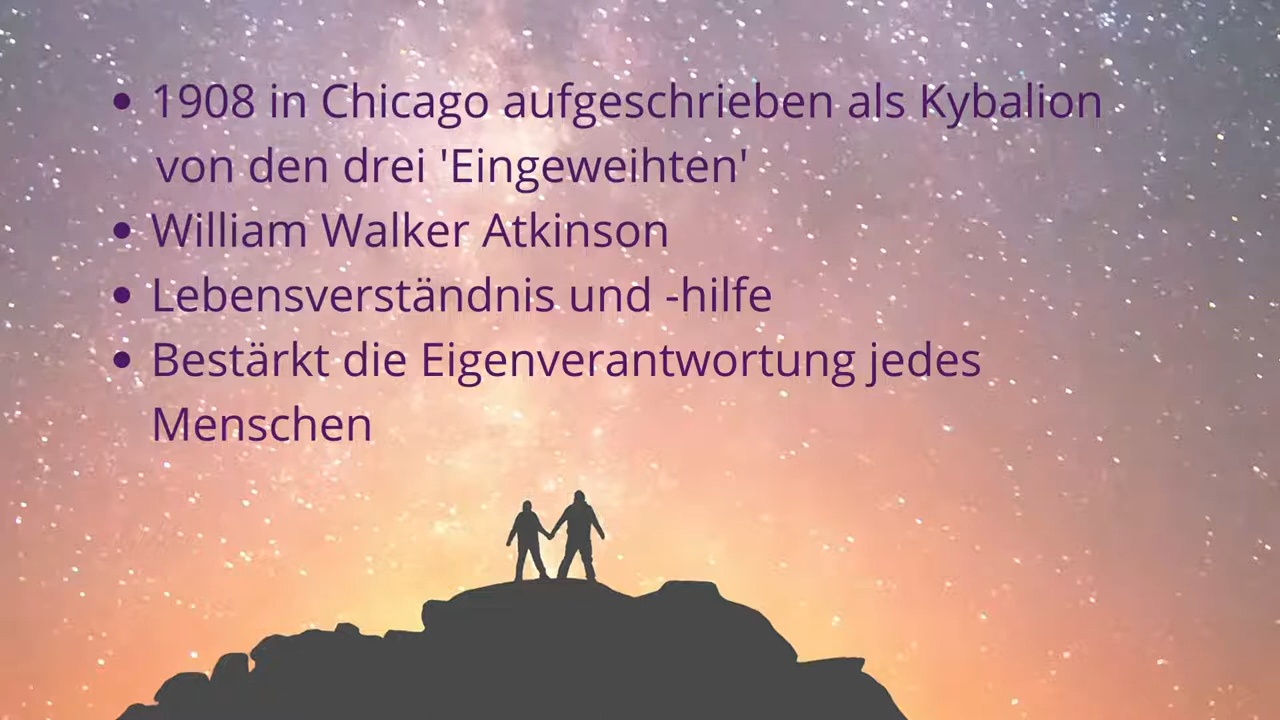 • 1908 in Chicago aufgeschrieben als Kybalion
von den drei 'Eingeweihten'
• William Walker Atkinson
• Lebensverständnis und -hilfe
• Bestärkt die Eigenverantwortung jedes
Menschen